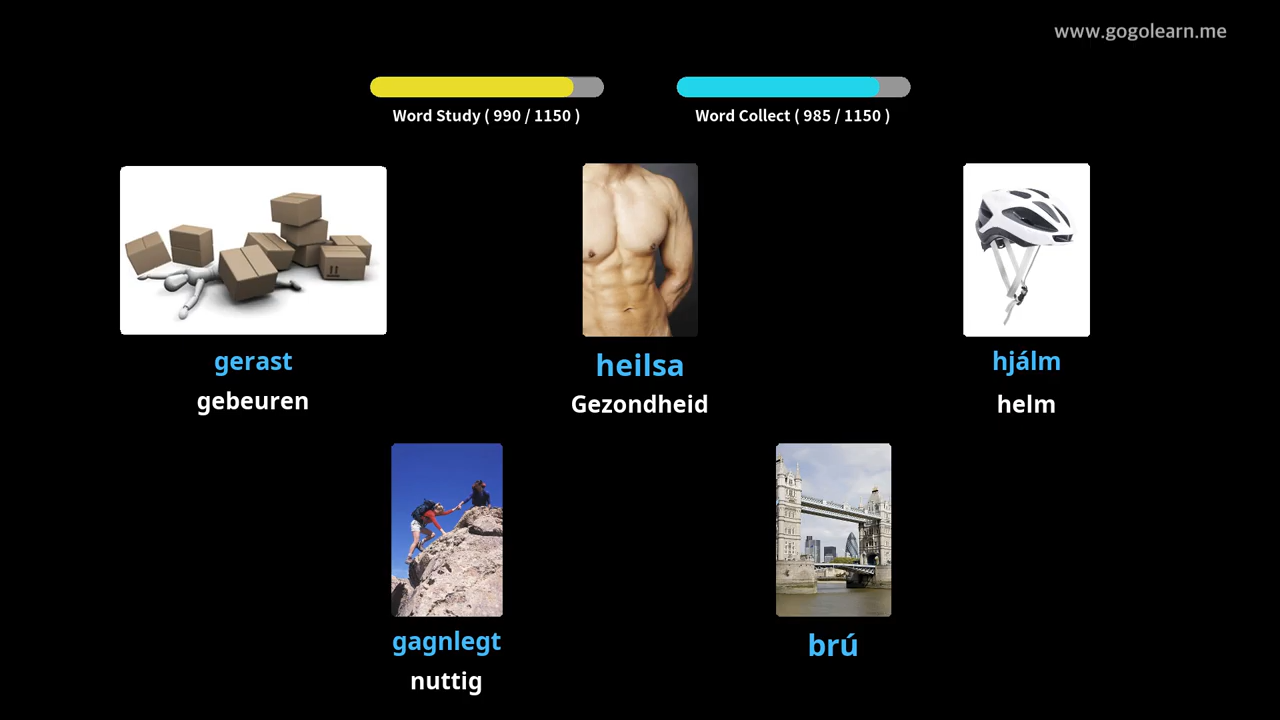 www.gogolearn.me
Word Study ( 990 / 1150 )
Word Collect ( 985 / 1150 )
gerast
gebeuren
heilsa
Gezondheid
hjálm
helm
gagnlegt
nuttig
brú